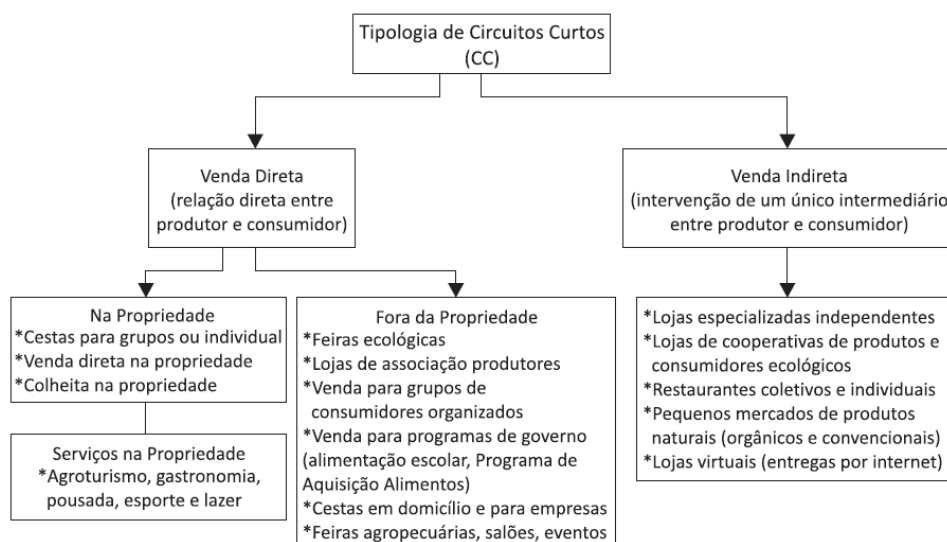 Tipologia de Circuitos Curtos
(CC)
Venda Direta
(relação direta entre
produtor e consumidor)
Venda Indireta
(intervenção de um único intermediário
entre produtor e consumidor)
Na Propriedade
*Cestas para grupos ou individual
*Venda direta na propriedade
*Colheita na propriedade
Serviços na Propriedade
*Agroturismo, gastronomia,
pousada, esporte e lazer
Fora da Propriedade
*Feiras ecológicas
*Lojas de associação produtores
*Venda para grupos de
consumidores organizados
*Venda para programas de governo
(alimentação escolar, Programa de
Aquisição Alimentos)
*Cestas em domicílio e para empresas
*Feiras agropecuárias, salões, eventos
*Lojas especializadas independentes
*Lojas de cooperativas de produtos e
consumidores ecológicos
*Restaurantes coletivos e individuais
*Pequenos mercados de produtos
naturais (orgânicos e convencionais)
*Lojas virtuais (entregas por internet)